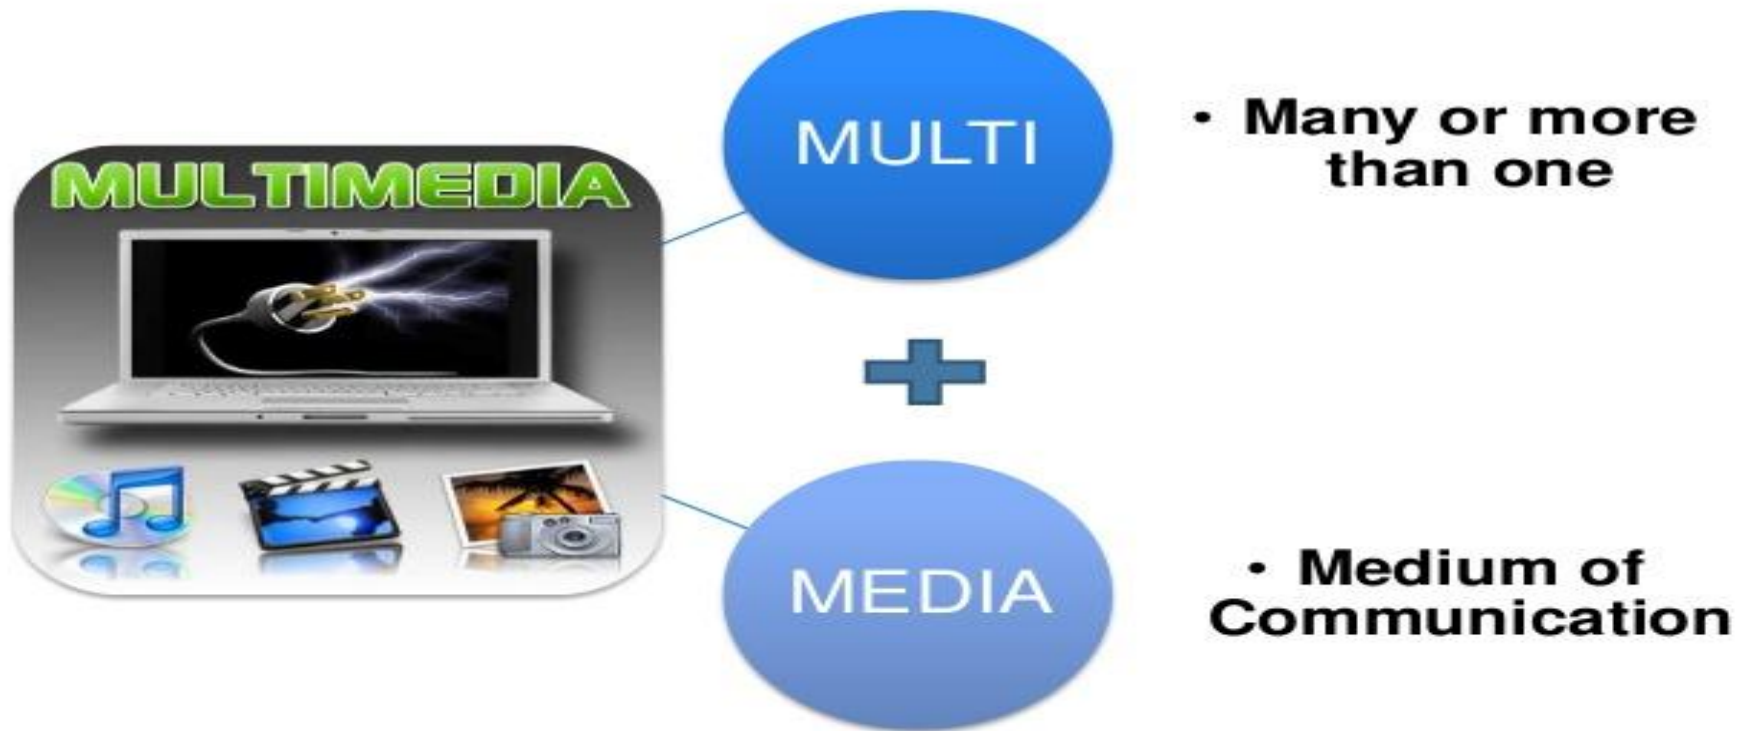 MULTIMEDIA
MULTI
• Many or more
than one
MEDIA
• Medium of
Communication